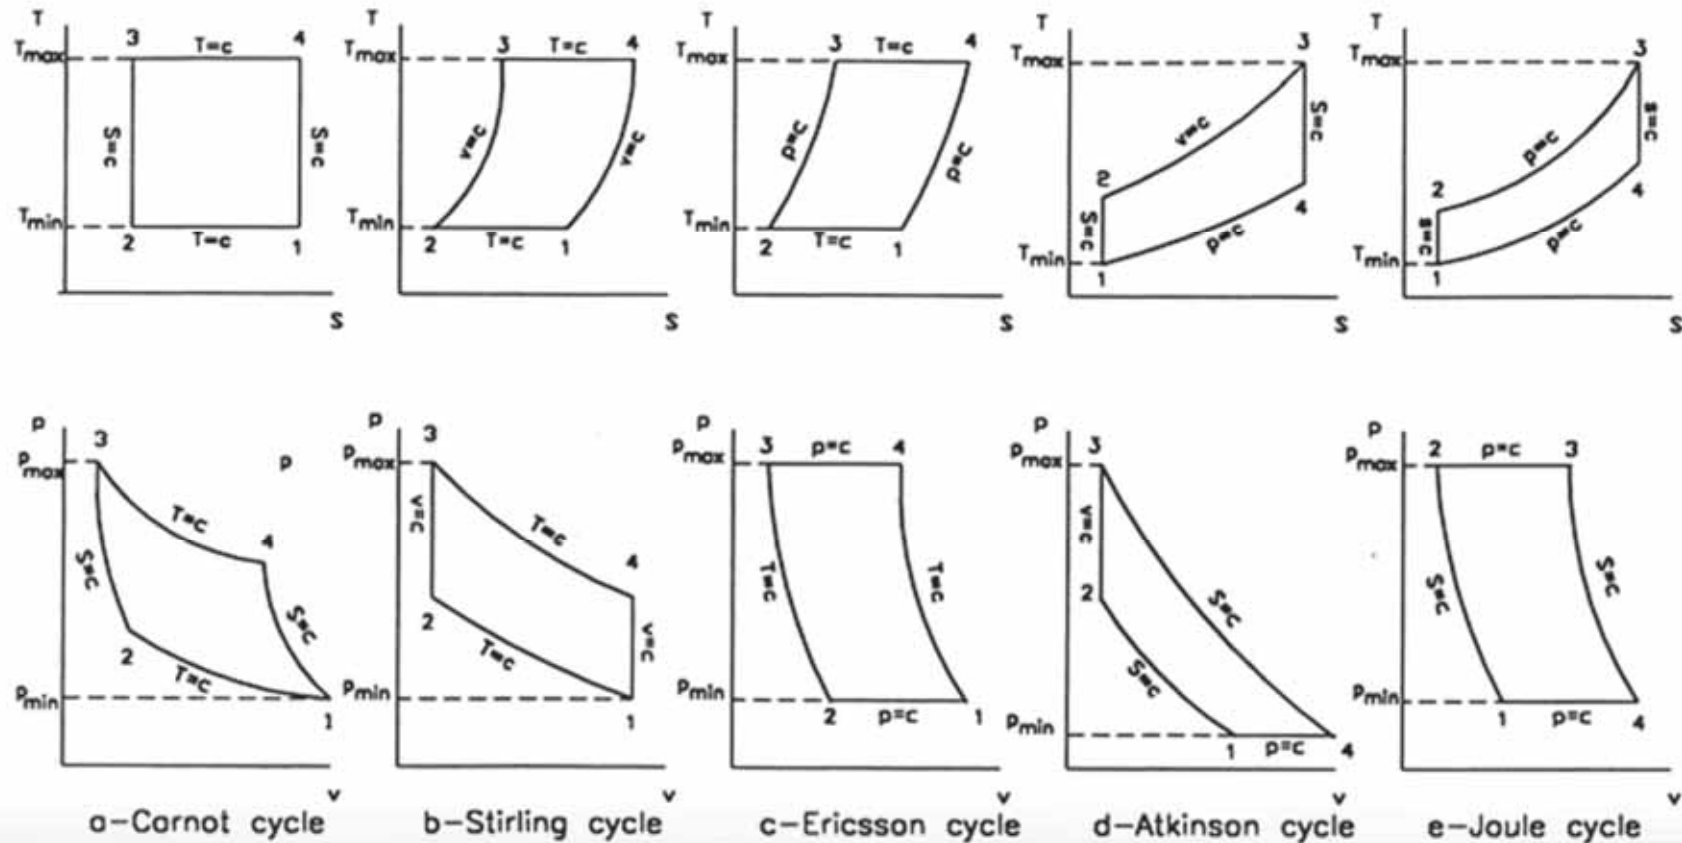 T T T T T
3 T=c 4 3 T=c 4 3 T=c 4 3 3
Tmax Tmax Tmax Tmax Tmax
S=c S=c v=c v=c p=c p=c v=c S=c p=c s=c
2 4 2 4
S=c p=c s=c p=c
Tmin Tmin Tmin Tmin Tmin
2 T=c 1 2 T=c 1 2 T=c 1 1 1
S S S S S
p p p p p
3 3 3 p=c 4 3 2 p=c 3
Pmax p Pmax Pmax Pmax Pmax
T=c v=c T=c v=c
4 4
S=c T=c T=c S=c S=c S=c
2 S=c 2 v=c 2
T=c T=c S=c
Pmin Pmin Pmin Pmin Pmin
1 1 2 p=c 1 1 p=c 4 1 p=c 4
v v v v v
a-Carnot cycle b-Stirling cycle c-Ericsson cycle d-Atkinson cycle e-Joule cycle